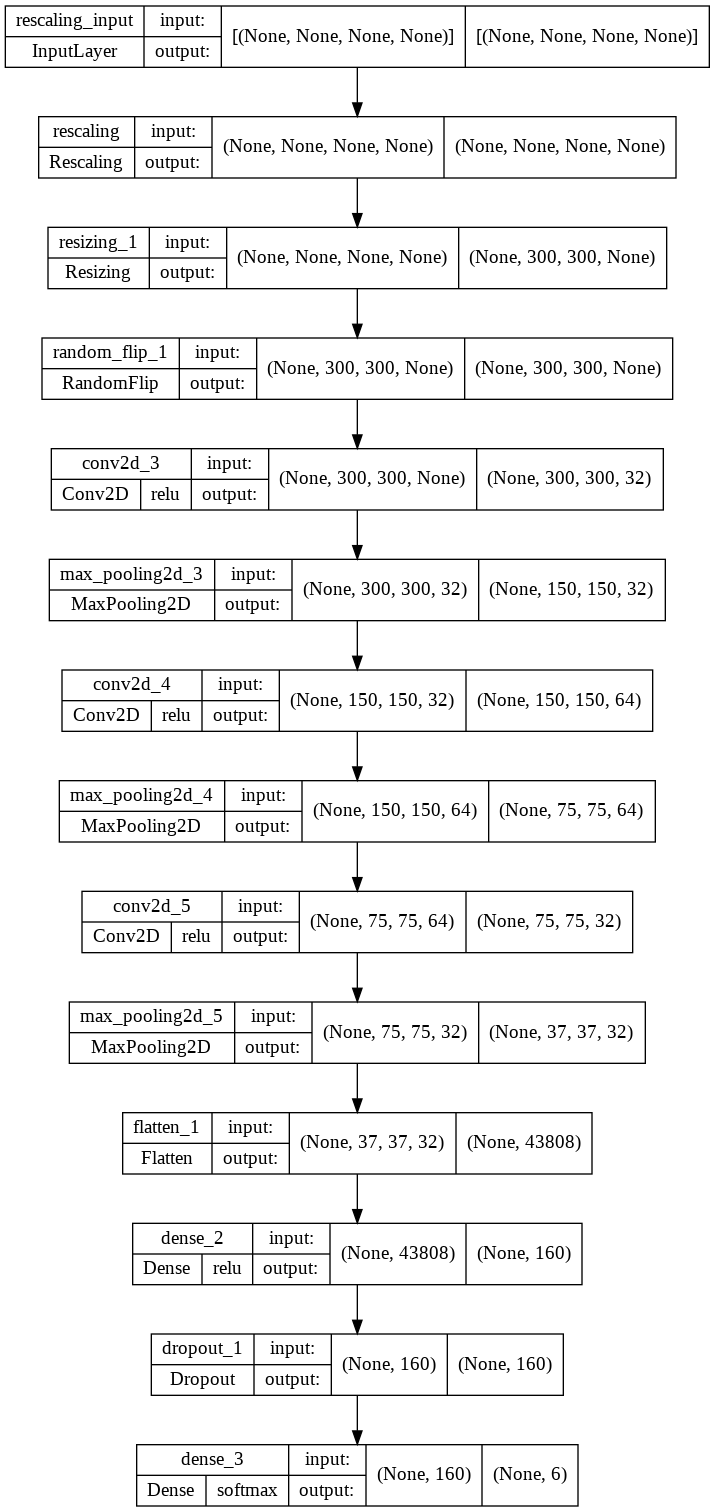 rescaling_input input: [(None, None, None, None)] [(None, None, None, None)]
InputLayer output:
rescaling input: (None, None, None, None) (None, None, None, None)
Rescaling output:
resizing_1 input: (None, None, None, None) (None, 300, 300, None)
Resizing output:
random_flip_1 input: (None, 300, 300, None) (None, 300, 300, None)
RandomFlip output:
conv2d_3 input: (None, 300, 300, None) (None, 300, 300, 32)
Conv2D relu output:
max_pooling2d_3 input: (None, 300, 300, 32) (None, 150, 150, 32)
MaxPooling2D output:
conv2d_4 input: (None, 150, 150, 32) (None, 150, 150, 64)
Conv2D relu output:
max_pooling2d_4 input: (None, 150, 150, 64) (None, 75, 75, 64)
MaxPooling2D output:
conv2d_5 input: (None, 75, 75, 64) (None, 75, 75, 32)
Conv2D relu output:
max_pooling2d_5 input: (None, 75, 75, 32) (None, 37, 37, 32)
MaxPooling2D output:
flatten_1 input: (None, 37, 37, 32) (None, 43808)
Flatten output:
dense_2 input: (None, 43808) (None, 160)
Dense relu output:
dropout_1 input: (None, 160) (None, 160)
Dropout output:
dense_3 input: (None, 160) (None, 6)
Dense softmax output: